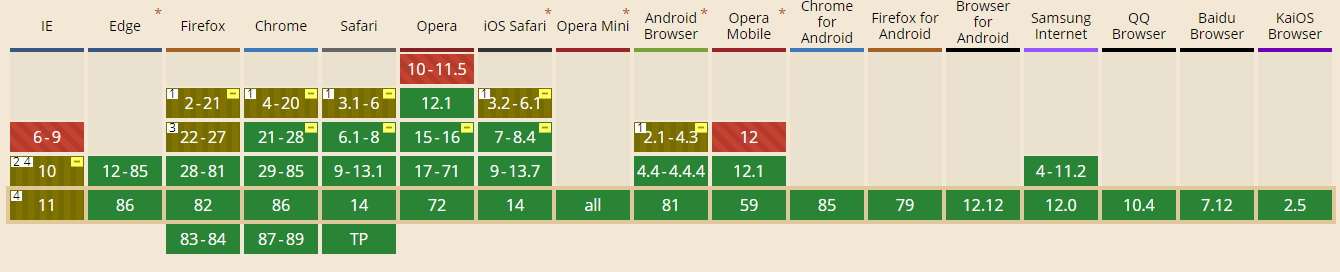 IE Edge * Firefox Chrome Safari Opera iOS Safari * Opera Mini * Android Browser * Opera Mobile * Chrome for Android Firefox for Android Browser for Android Samsung Internet QQ Browser Baidu Browser KaiOS Browser
10-11.5
1 2-21 - 1 4-20 - 1 3.1-6 - 12.1 1 3.2-6.1 -
6-9 3 22-27 21-28 - 6.1-8 - 15-16 - 7-8.4 - 1 2.1-4.3 - 12
2 4 10 - 12-85 28-81 29-85 9-13.1 17-71 9-13.7 4.4-4.4.4 12.1 4-11.2
4 11 86 82 86 14 72 14 all 81 59 85 79 12.12 12.0 10.4 7.12 2.5
83-84 87-89 TP